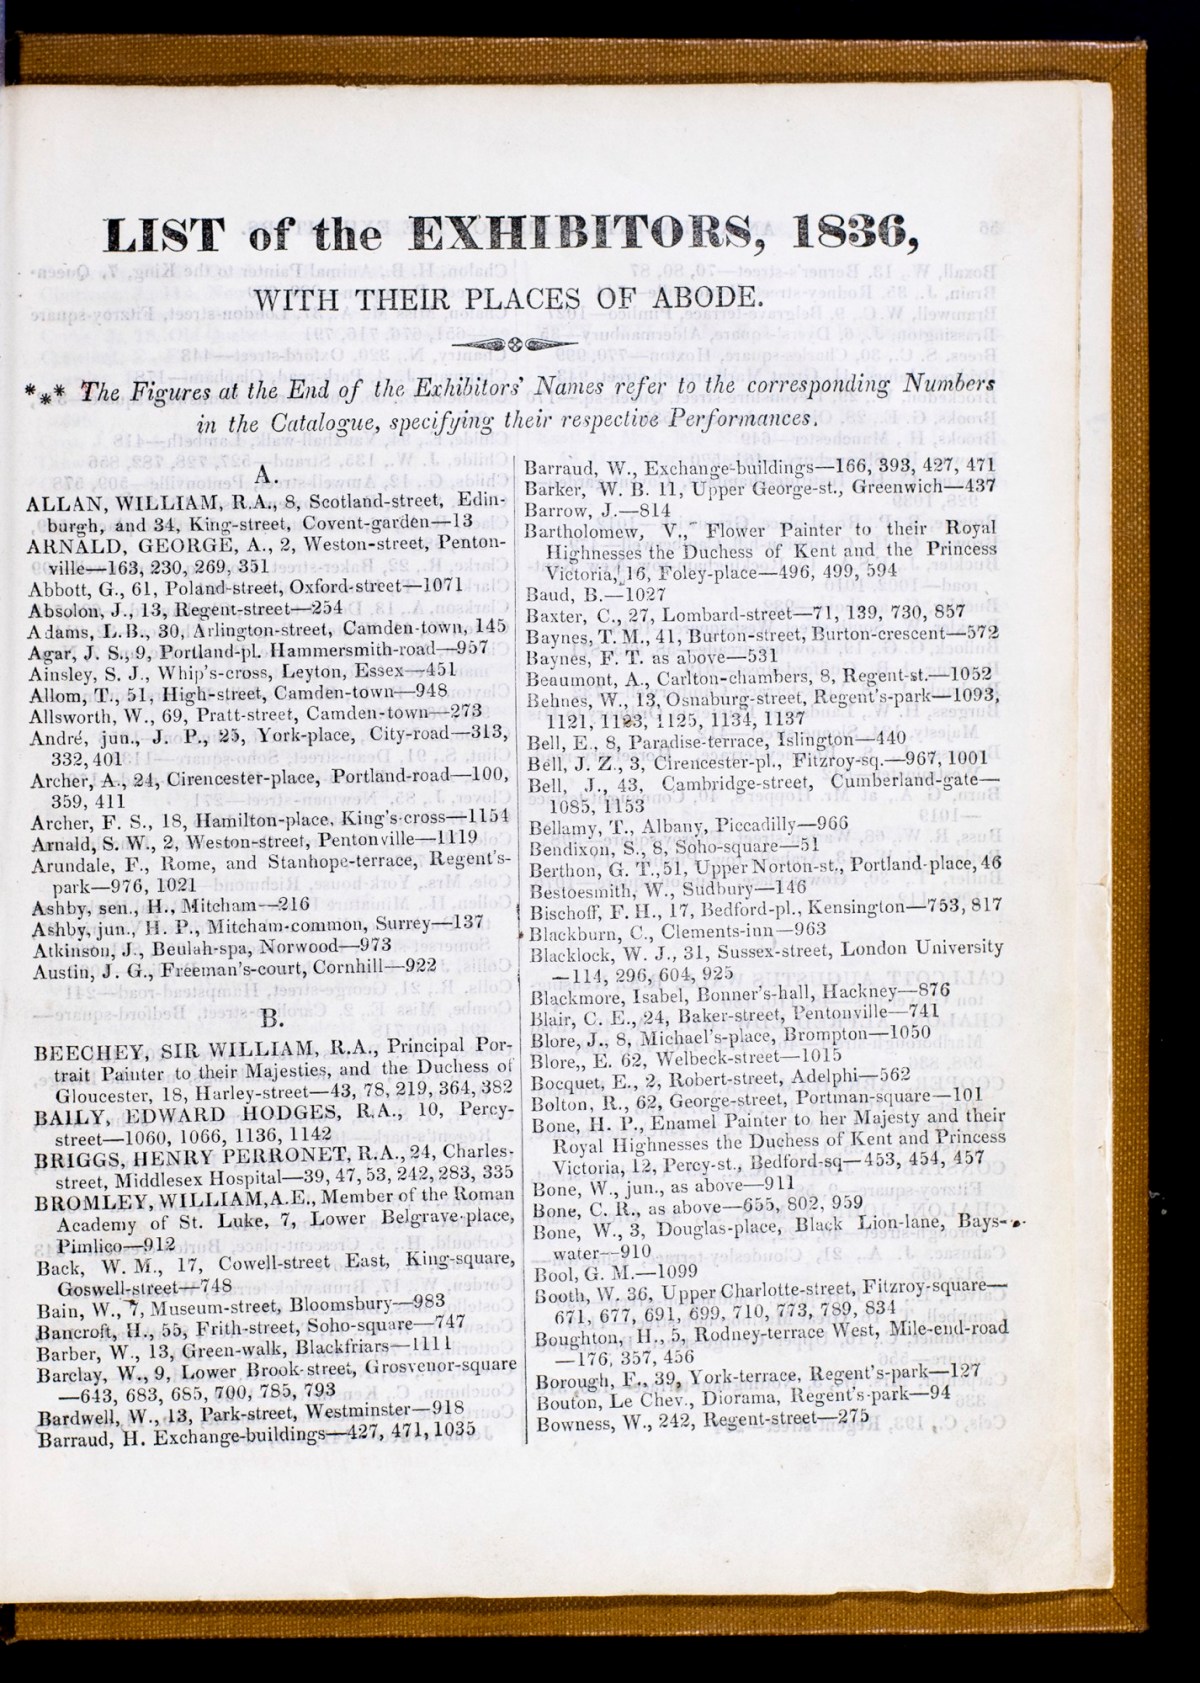 LIST of the EXHIBITORS, 1836,
WITH THEIR PLACES OF ABODE.
*⁎* The Figures at the End of the Exhibitors' Names refer to the corresponding Numbers
in the Catalogue, specifying their respective Performances.
A.
ALLAN, WILLIAM, R.A., 8, Scotland-street, Edin-
burgh, and 34, King-street, Covent-garden—13
ARNALD, GEORGE, A., 2, Weston-street, Penton-
ville—163, 230, 269, 351
Abbott, G., 61, Poland-street, Oxford-street—1071
Absolon, J., 13, Regent-street—254
Adams, L.B., 30, Arlington-street, Camden-town, 145
Agar, J. S., 9, Portland-pl. Hammersmith-road—957
Ainsley, S. J., Whip's-cross, Leyton, Essex—451
Allom, T., 51, High-street, Camden-town—948
Allsworth, W., 69, Pratt-street, Camden-town—273
André, jun., J. P., 25, York-place, City-road—313,
332, 401
Archer, A., 24, Cirencester-place, Portland-road—100,
359, 411
Archer, F. S., 18, Hamilton-place, King's-cross—1154
Arnald, S. W., 2, Weston-street, Pentonville—1119
Arundale, F., Rome, and Stanhope-terrace, Regent's-
park—976, 1021
Ashby, sen., H., Mitcham—216
Ashby, jun., H. P., Mitcham-common, Surrey—137
Atkinson, J., Beulah-spa, Norwood—973
Austin, J. G., Freeman's-court, Cornhill—922
B.
BEECHEY, SIR WILLIAM, R.A., Principal Por-
trait Painter to their Majesties, and the Duchess of
Gloucester, 18, Harley-street—43, 78, 219, 364, 382
BAILY, EDWARD HODGES, R.A., 10, Percy-
street—1060, 1066, 1136, 1142
BRIGGS, HENRY PERRONET, R.A., 24, Charles-
street, Middlesex Hospital—39, 47, 53, 242, 283, 335
BROMLEY, WILLIAM, A.E., Member of the Roman
Academy of St. Luke, 7, Lower Belgrave-place,
Pimlico—912
Back, W. M., 17, Cowell-street East, King-square,
Goswell-street—748
Bain, W., 7, Museum-street, Bloomsbury—983
Bancroft, H., 55, Frith-street, Soho-square—747
Barber, W., 13, Green-walk, Blackfriars—1111
Barclay, W., 9, Lower Brook-street, Grosvenor-square
—643, 683, 685, 700, 785, 793
Bardwell, W., 13, Park-street, Westminster—918
Barraud, H. Exchange-buildings—427, 471, 1035
Barraud, W., Exchange-buildings—166, 393, 427, 471
Barker, W. B. 11, Upper George-st., Greenwich—437
Barrow, J.—814
Bartholomew, V., Flower Painter to their Royal
Highnesses the Duchess of Kent and the Princess
Victoria, 16, Foley-place—496, 499, 594
Baud, B.—1027
Baxter, C., 27, Lombard-street—71, 139, 730, 857
Baynes, T. M., 41, Burton-street, Burton-crescent—572
Baynes, F. T. as above—531
Beaumont, A., Carlton-chambers, 8, Regent-st.—1052
Behnes, W., 13, Osnaburg-street, Regent's-park—1093,
1121, 1123, 1125, 1134, 1137
Bell, E., 8, Paradise-terrace, Islington—440
Bell, J. Z., 3, Cirencester-pl., Fitzroy-sq.—967, 1001
Bell, J., 43, Cambridge-street, Cumberland-gate—
1085, 1153
Bellamy, T., Albany, Piccadilly—966
Bendixon, S., 8, Soho-square—51
Berthon, G. T., 51, Upper Norton-st., Portland-place, 46
Bestoesmith, W., Sudbury—146
Bischoff, F. H., 17, Bedford-pl., Kensington—753, 817
Blackburn, C., Clements-inn—963
Blacklock, W. J., 31, Sussex-street, London University
—114, 296, 604, 925
Blackmore, Isabel, Bonner's-hall, Hackney—876
Blair, C. E., 24, Baker-street, Pentonville—741
Blore, J., 8, Michael's-place, Brompton—1050
Blore,, E. 62, Welbeck-street—1015
Bocquet, E., 2, Robert-street, Adelphi—562
Bolton, R., 62, George-street, Portman-square—101
Bone, H. P., Enamel Painter to her Majesty and their
Royal Highnesses the Duchess of Kent and Princess
Victoria, 12, Percy-st., Bedford-sq—453, 454, 457
Bone, W., jun., as above—911
Bone, C. R., as above—655, 802, 959
Bone, W., 3, Douglas-place, Black Lion-lane, Bays-
water—910
Bool, G. M.—1099
Booth, W. 36, Upper Charlotte-street, Fitzroy-square—
671, 677, 691, 699, 710, 773, 789, 834
Boughton, H., 5, Rodney-terrace West, Mile-end-road
—176, 357, 456
Borough, F., 39, York-terrace, Regent's-park—127
Bouton, Le Chev., Diorama, Regent's-park—94
Bowness, W., 242, Regent-street—275